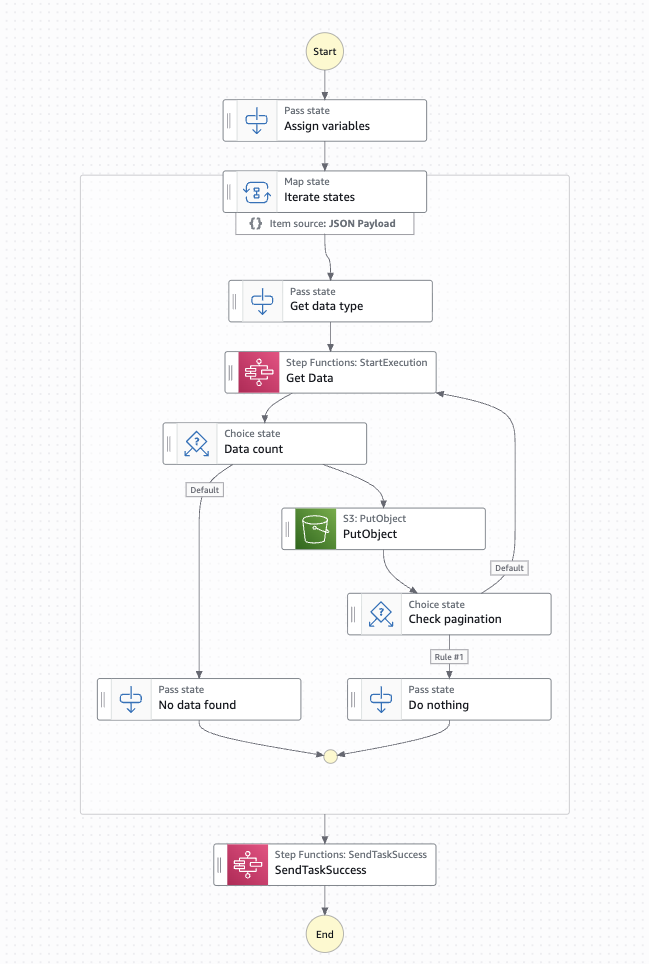 Start
Pass state
Assign variables
Map state
Iterate states
{} Item source: JSON Payload
Pass state
Get data type
Step Functions: StartExecution
Get Data
Choice state
Data count
Default
S3: PutObject
PutObject
Default
Choice state
Check pagination
Rule #1
Pass state
No data found
Pass state
Do nothing
Step Functions: SendTaskSuccess
SendTaskSuccess
End